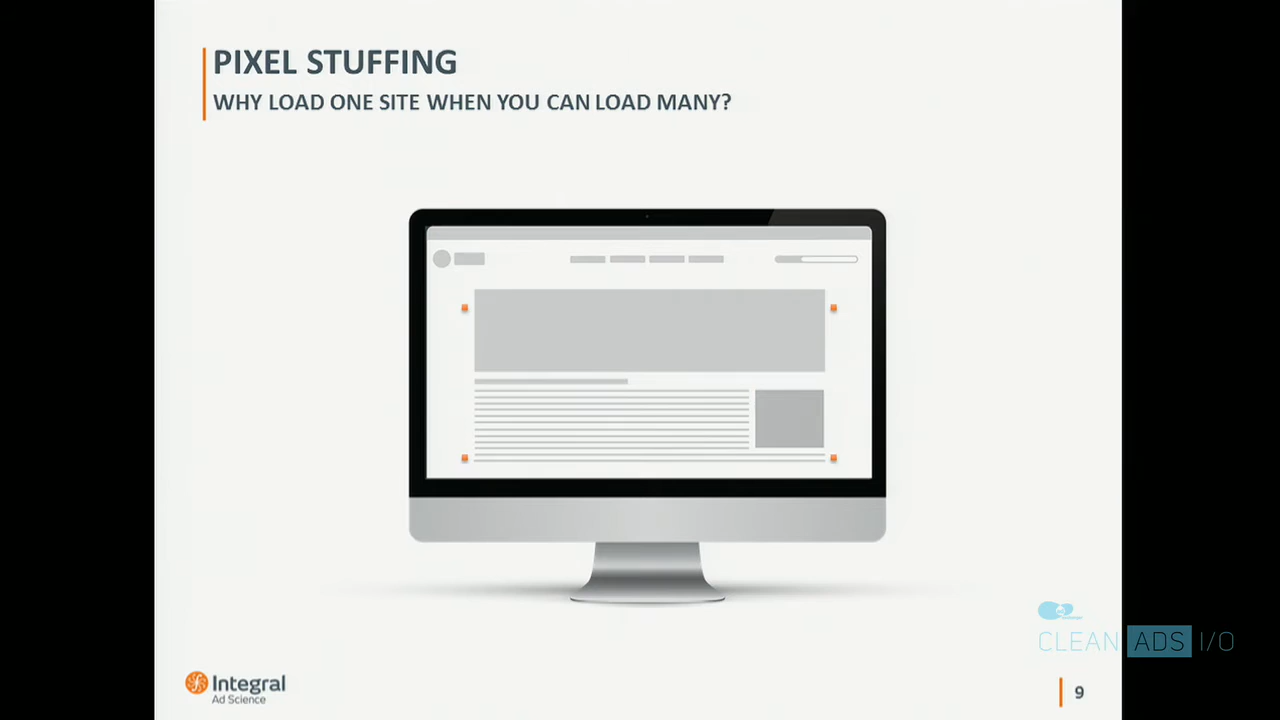 PIXEL STUFFING
WHY LOAD ONE SITE WHEN YOU CAN LOAD MANY?
CLEAN ADS I/O
Integral
Ad Science
9